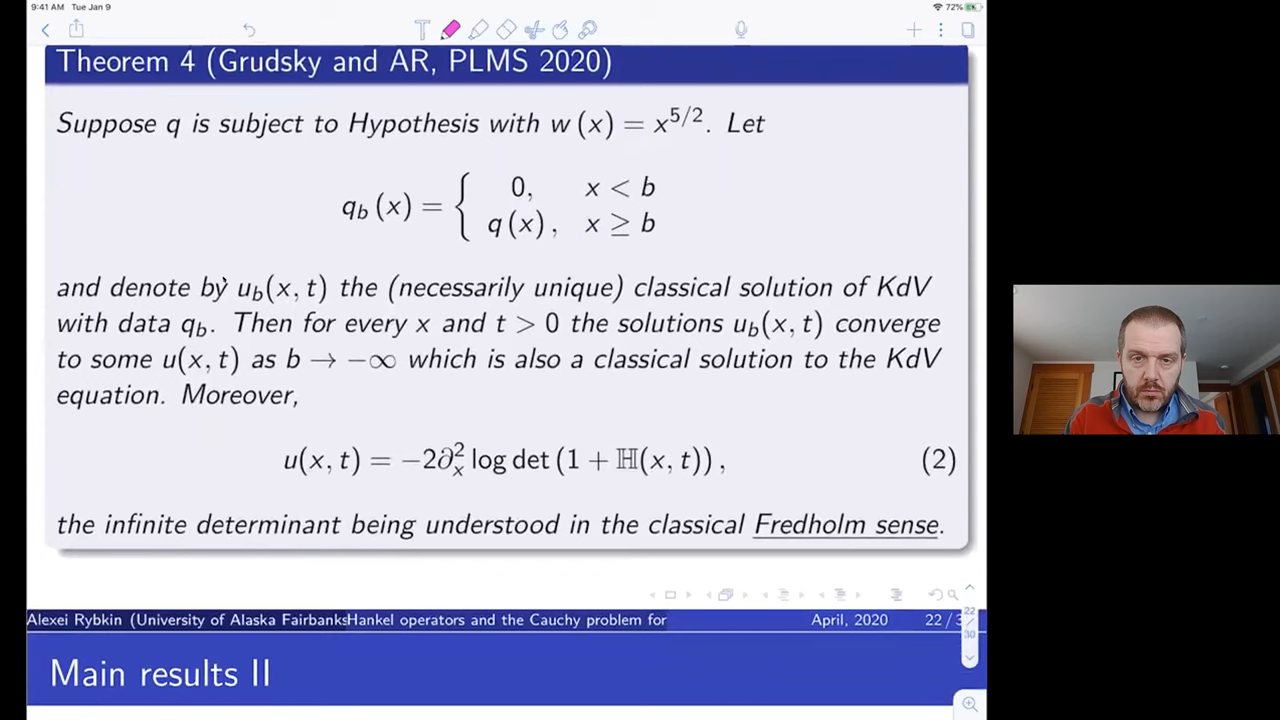 9:41 AM Tue Jan 9
72%
Theorem 4 (Grudsky and AR, PLMS 2020)
Suppose q is subject to Hypothesis with w (x) = x^{5/2}. Let
q_b (x) = { 0, x < b
q (x) , x ≥ b
and denote by u_b(x, t) the (necessarily unique) classical solution of KdV
with data q_b. Then for every x and t > 0 the solutions u_b(x, t) converge
to some u(x, t) as b → −∞ which is also a classical solution to the KdV
equation. Moreover,
u(x, t) = −2∂_x^2 log det (1 + ℍ(x, t)) , (2)
the infinite determinant being understood in the classical Fredholm sense.
Alexei Rybkin (University of Alaska Fairbanks Hankel operators and the Cauchy problem for April, 2020 22 / 3
22
/
30
Main results II